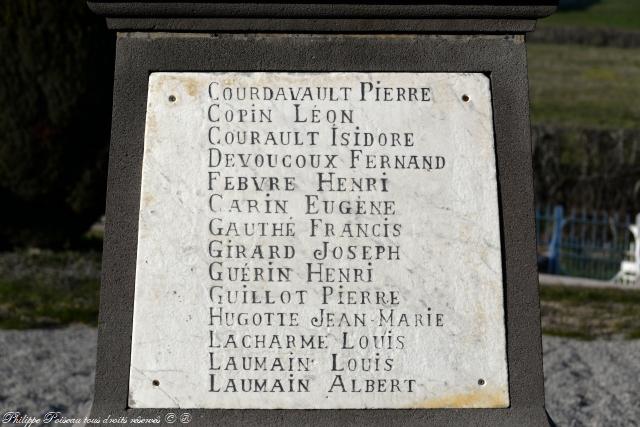 COURDAVAULT PIERRE
COPIN LÉON
COURAULT ISIDORE
DEVOUCOUX FERNAND
FEBVRE HENRI
CARIN EUGÈNE
GAUTHÉ FRANCIS
GIRARD JOSEPH
GUÉRIN HENRI
GUILLOT PIERRE
HUGOTTE JEAN-MARIE
LACHARME LOUIS
LAUMAIN LOUIS
LAUMAIN ALBERT
Philippe Poiseau tous droits réservés © ®